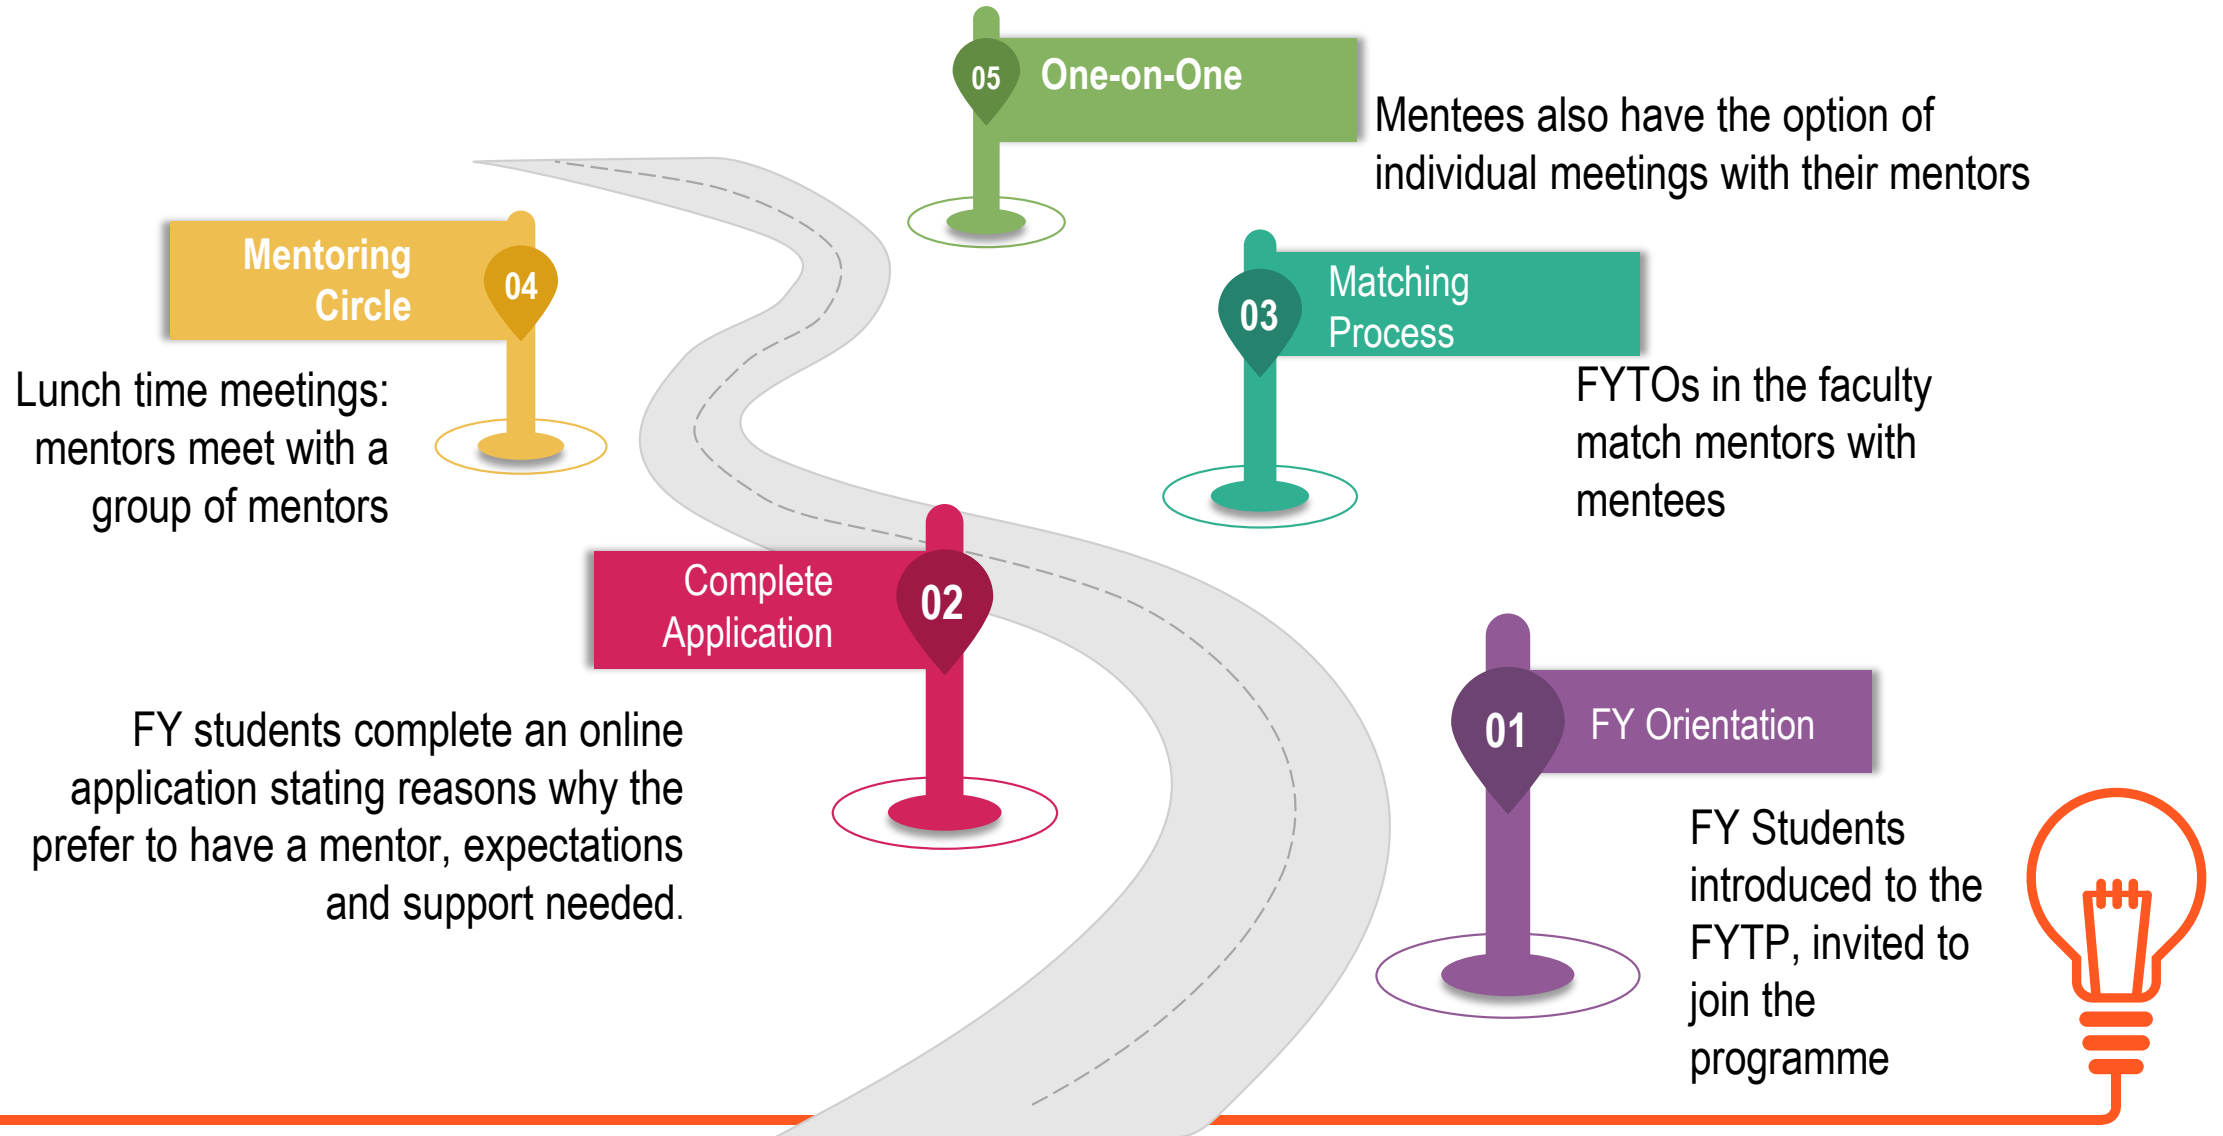 05
One-on-One
Mentees also have the option of
individual meetings with their mentors
04
Mentoring
Circle
Lunch time meetings:
mentors meet with a
group of mentors
03
Matching
Process
FYTOs in the faculty
match mentors with
mentees
02
Complete
Application
FY students complete an online
application stating reasons why the
prefer to have a mentor, expectations
and support needed.
01
FY Orientation
FY Students
introduced to the
FYTP, invited to
join the
programme